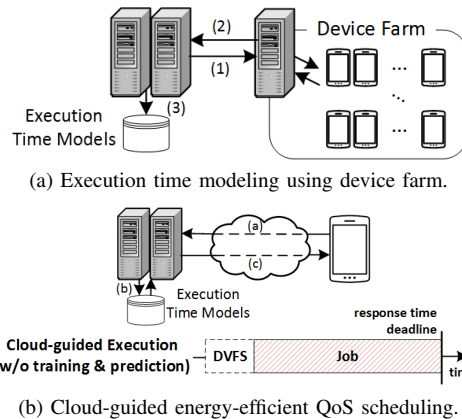 (2)
Device Farm
(1)
...
Execution
Time Models
(3)
...
(a) Execution time modeling using device farm.
(a)
(c)
(b)
Execution
Time Models
response time
deadline
Cloud-guided Execution
w/o training & prediction)
DVFS
Job
(b) Cloud-guided energy-efficient QoS scheduling.